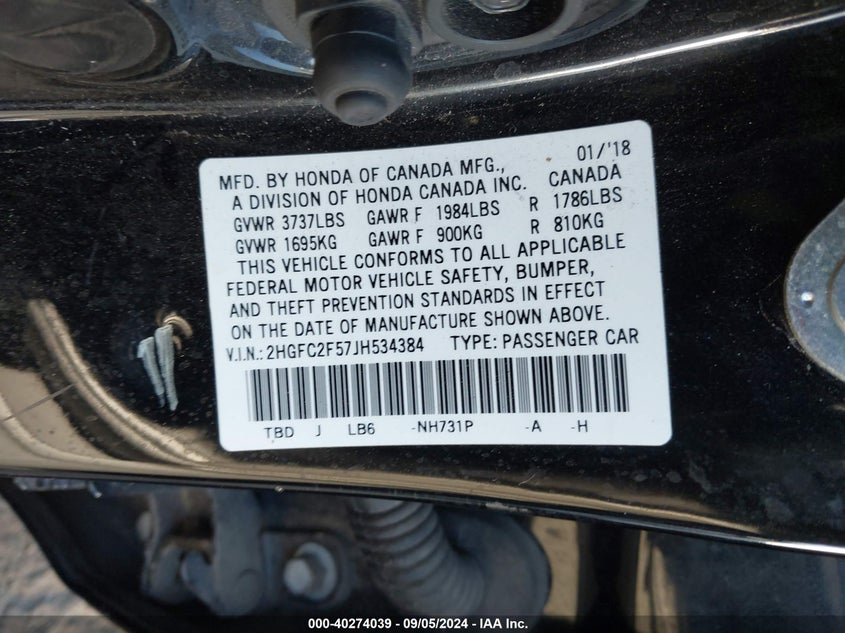 MFD. BY HONDA OF CANADA MFG., 01/'18
A DIVISION OF HONDA CANADA INC. CANADA
GVWR 3737LBS GAWR F 1984LBS R 1786LBS
GVWR 1695KG GAWR F 900KG R 810KG
THIS VEHICLE CONFORMS TO ALL APPLICABLE
FEDERAL MOTOR VEHICLE SAFETY, BUMPER,
AND THEFT PREVENTION STANDARDS IN EFFECT
ON THE DATE OF MANUFACTURE SHOWN ABOVE.
V.I.N.: 2HGFC2F57JH534384 TYPE: PASSENGER CAR
TBD J LB6 -NH731P -A -H
000-40274039 - 09/05/2024 - IAA Inc.